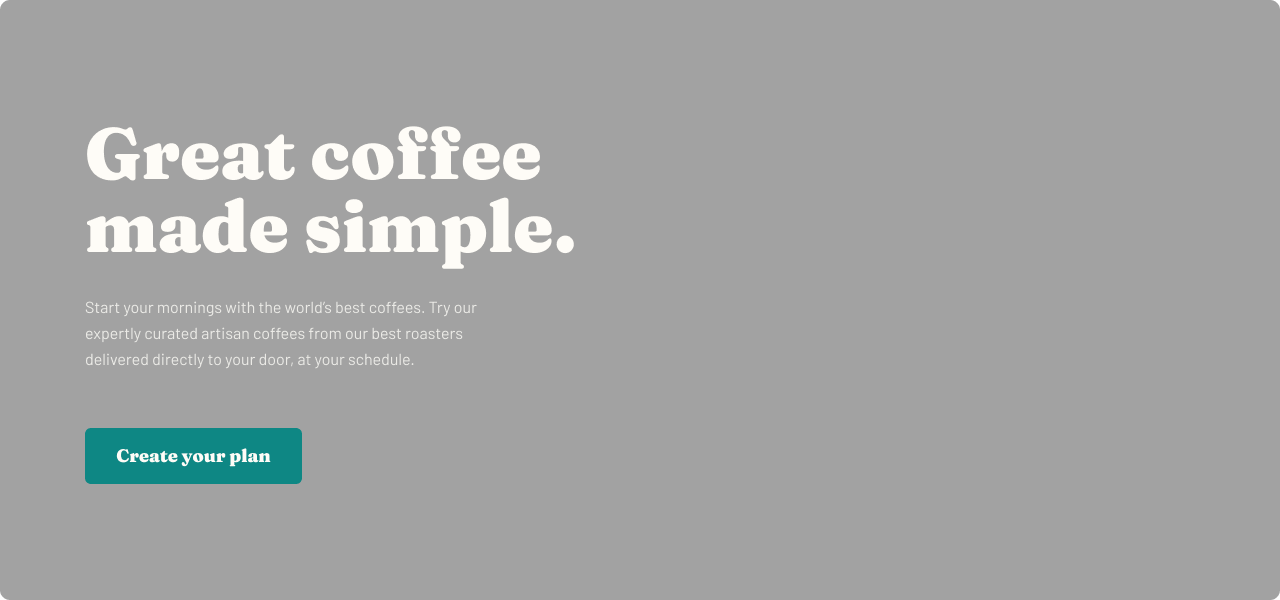 Great coffee
made simple.
Start your mornings with the world’s best coffees. Try our
expertly curated artisan coffees from our best roasters
delivered directly to your door, at your schedule.
Create your plan